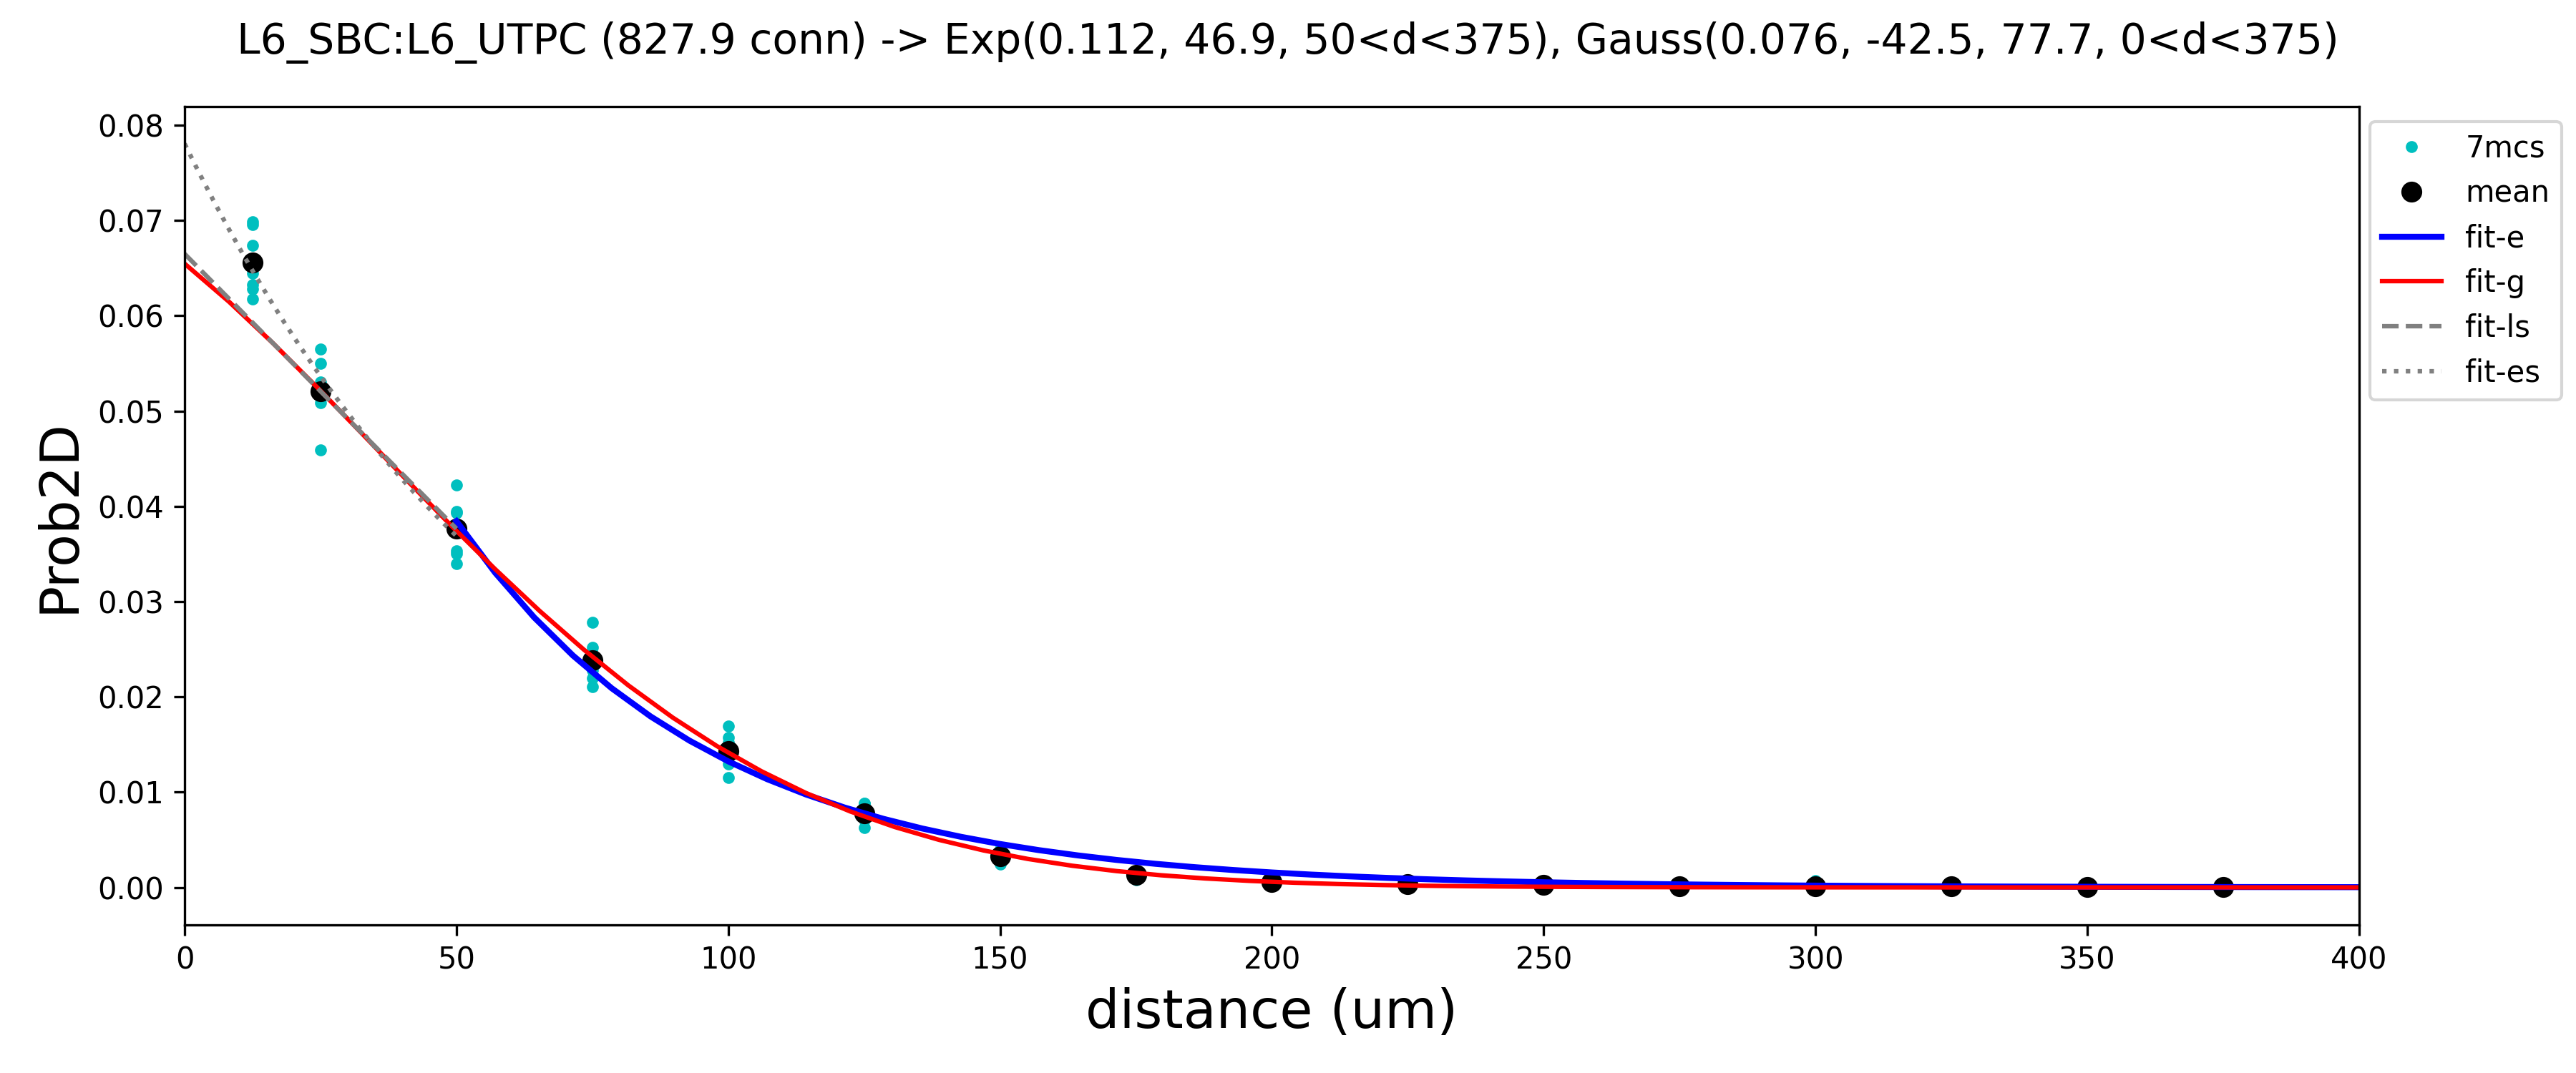 L6_SBC:L6_UTPC (827.9 conn) -> Exp(0.112, 46.9, 50<d<375), Gauss(0.076, -42.5, 77.7, 0<d<375)
0.08
0.07
0.06
0.05
0.04
0.03
0.02
0.01
0.00
Prob2D
0 50 100 150 200 250 300 350 400
distance (um)
7mcs
mean
fit-e
fit-g
fit-ls
fit-es